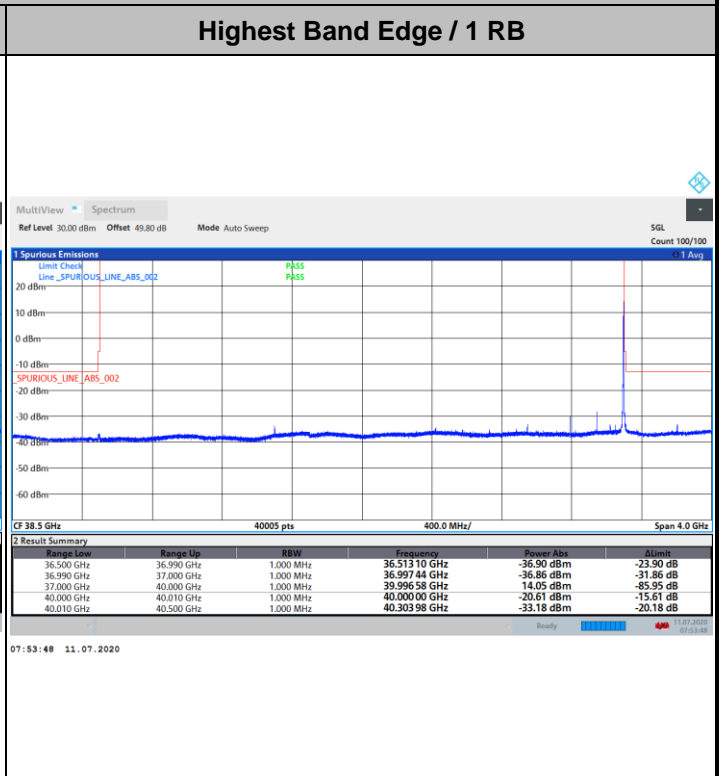 Highest Band Edge / 1 RB
MultiView Spectrum
Ref Level 30.00 dBm Offset 49.80 dB Mode Auto Sweep SGL
Count 100/100
1 Spurious Emissions 1 Avg
Limit Check PASS
Line _SPURIOUS_LINE_ABS_002 PASS
20 dBm
10 dBm
0 dBm
-10 dBm
_SPURIOUS_LINE_ABS_002
-20 dBm
-30 dBm
-40 dBm
-50 dBm
-60 dBm
CF 38.5 GHz 40005 pts 400.0 MHz/ Span 4.0 GHz
2 Result Summary
Range Low Range Up RBW Frequency Power Abs ΔLimit
36.500 GHz 36.990 GHz 1.000 MHz 36.513 10 GHz -36.90 dBm -23.90 dB
36.990 GHz 37.000 GHz 1.000 MHz 36.997 44 GHz -36.86 dBm -31.86 dB
37.000 GHz 40.000 GHz 1.000 MHz 39.996 58 GHz 14.05 dBm -85.95 dB
40.000 GHz 40.010 GHz 1.000 MHz 40.000 00 GHz -20.61 dBm -15.61 dB
40.010 GHz 40.500 GHz 1.000 MHz 40.303 98 GHz -33.18 dBm -20.18 dB
Ready 11.07.2020
07:53:48
07:53:48 11.07.2020